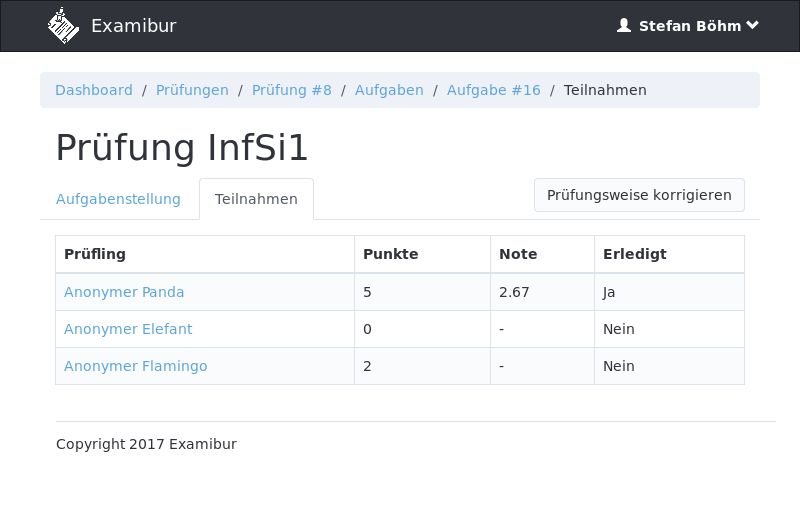 Examibur
Stefan Böhm
Dashboard / Prüfungen / Prüfung #8 / Aufgaben / Aufgabe #16 / Teilnahmen
Prüfung InfSi1
Aufgabenstellung Teilnahmen Prüfungsweise korrigieren
Prüfling Punkte Note Erledigt
Anonymer Panda 5 2.67 Ja
Anonymer Elefant 0 - Nein
Anonymer Flamingo 2 - Nein
Copyright 2017 Examibur